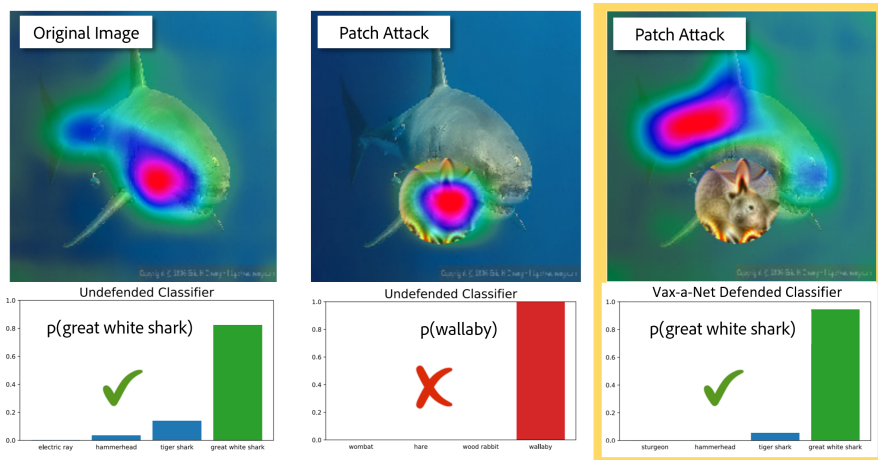 Original Image
Patch Attack
Patch Attack
Undefended Classifier
1.0
0.8
0.6
0.4
0.2
0.0
p(great white shark)
electric ray
hammerhead
tiger shark
great white shark
Undefended Classifier
1.0
0.8
0.6
0.4
0.2
0.0
p(wallaby)
wombat
hare
wood rabbit
wallaby
Vax-a-Net Defended Classifier
1.0
0.8
0.6
0.4
0.2
0.0
p(great white shark)
sturgeon
hammerhead
tiger shark
great white shark